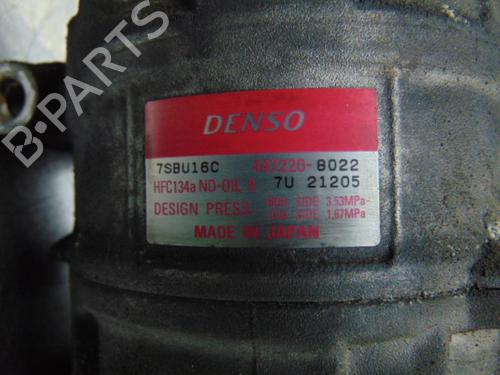 B-PARTS
DENSO
7SBU16C 447220-8022
HFC134a ND-OIL 8 7U 21205
DESIGN PRESS HIGH SIDE 3.53MPa
LOW SIDE 1.67MPa
MADE IN JAPAN